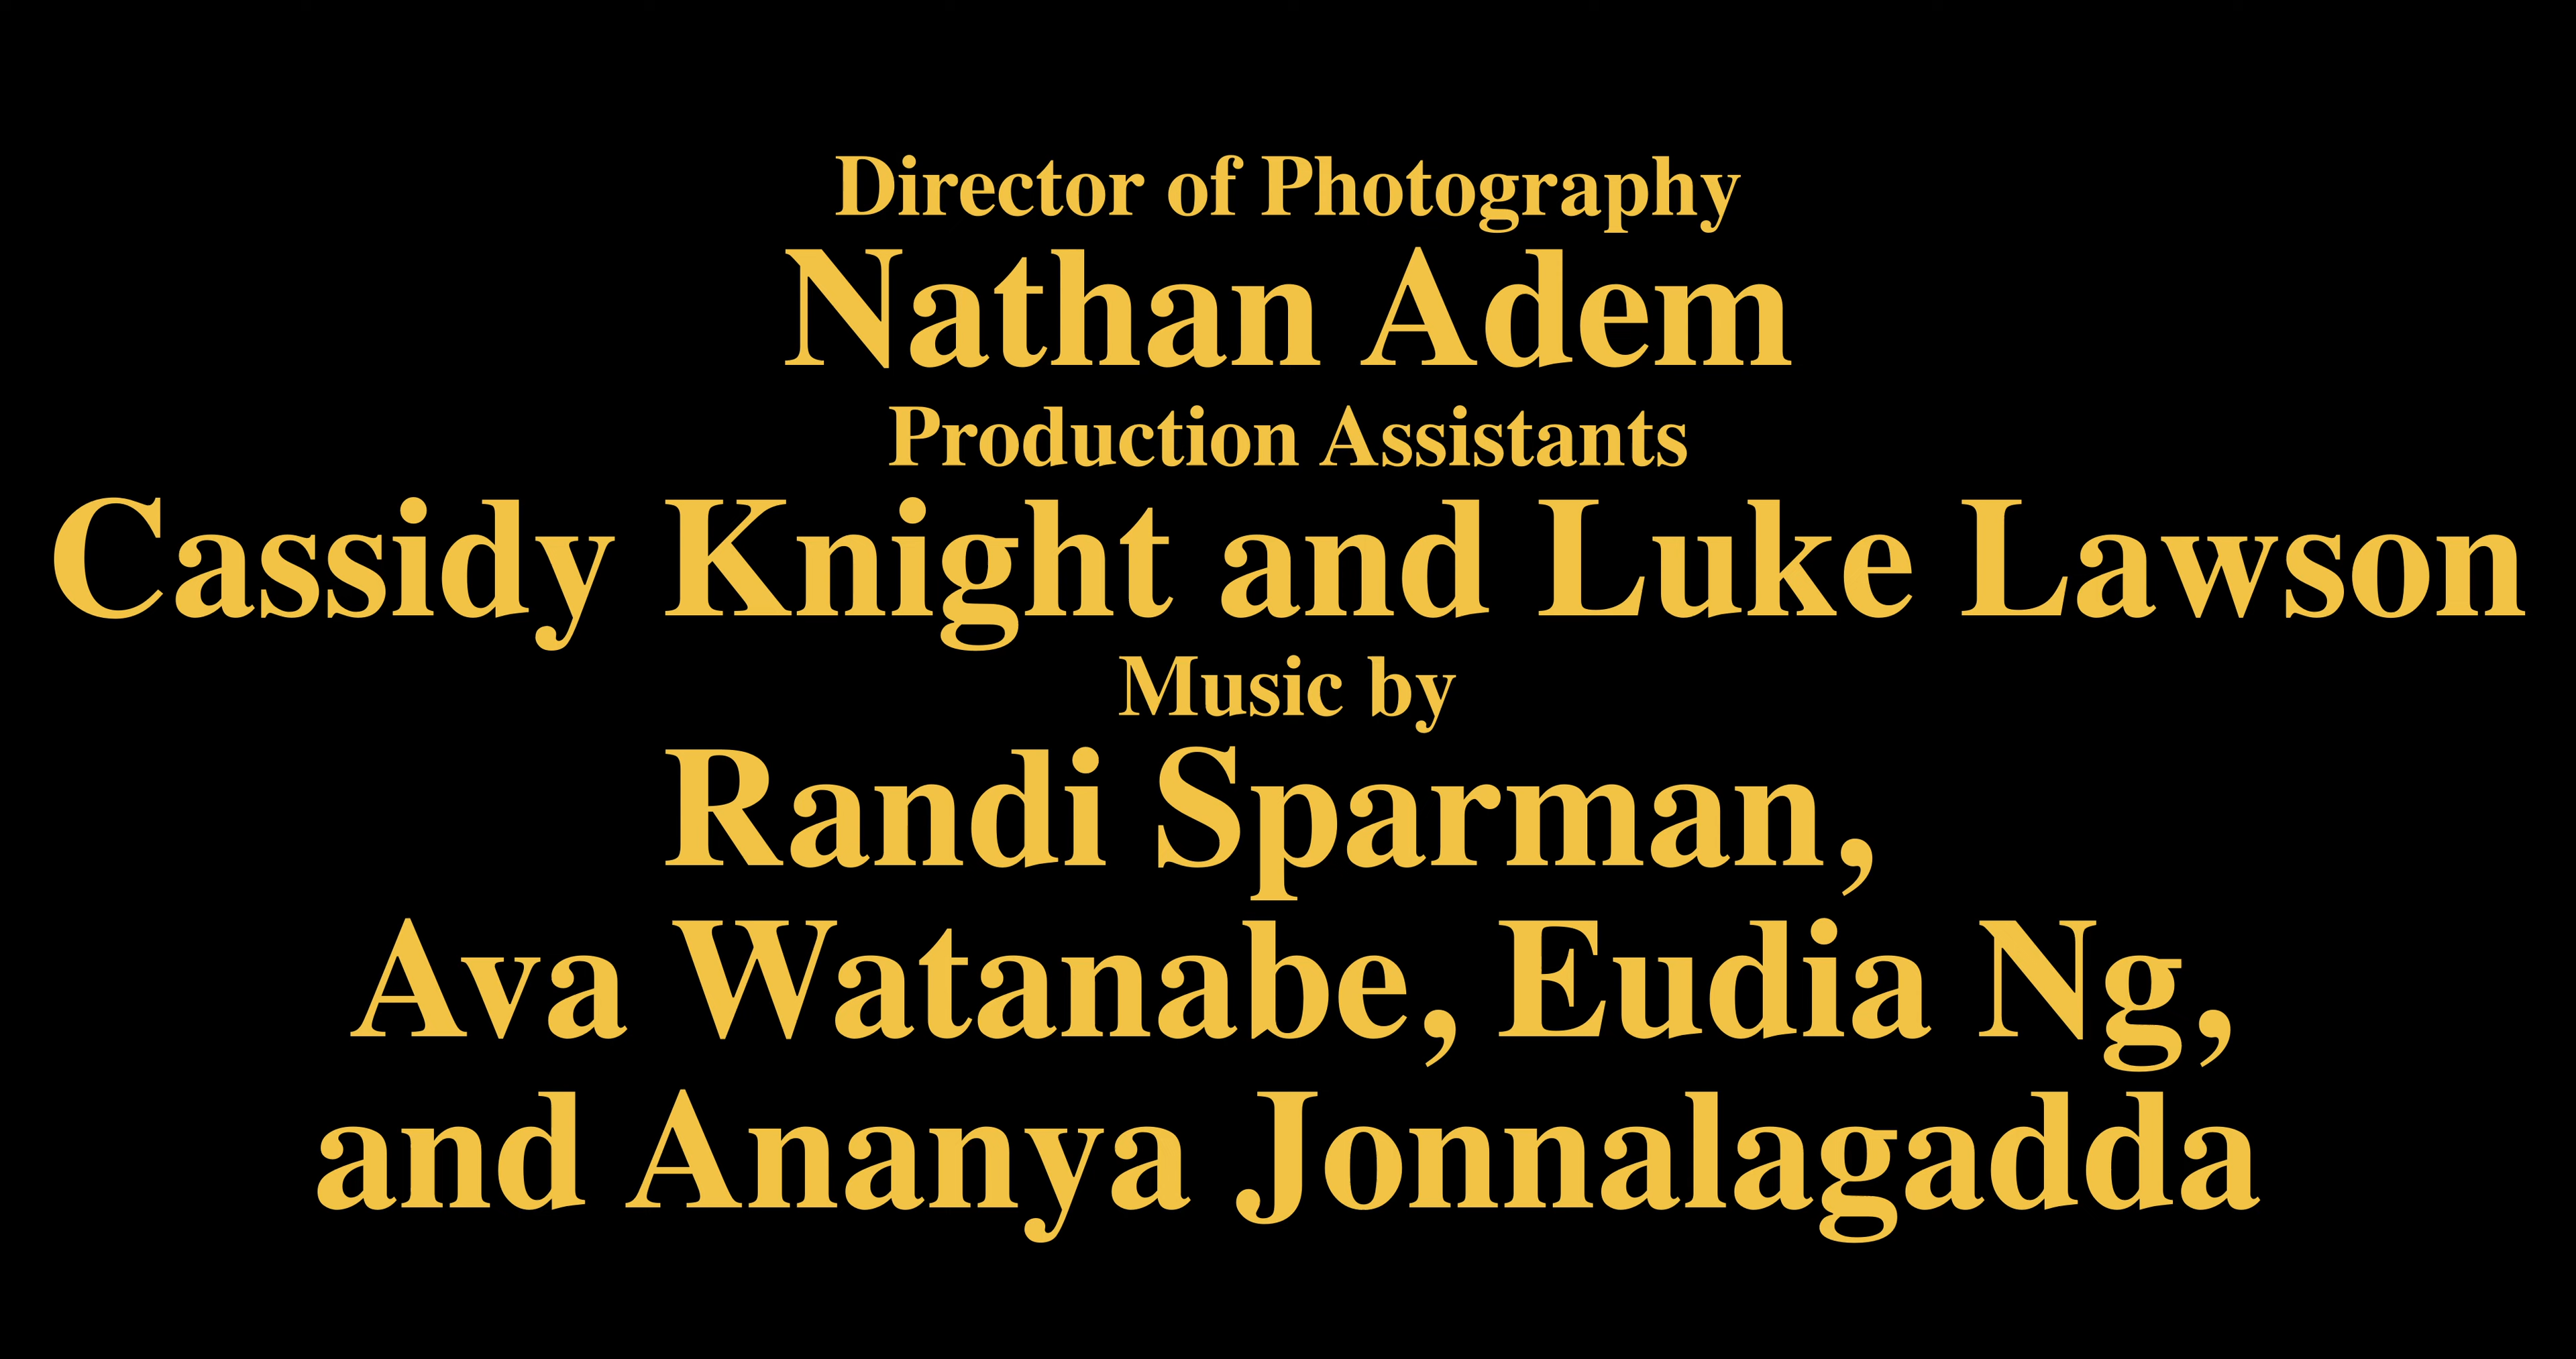 Director of Photography
Nathan Adem
Production Assistants
Cassidy Knight and Luke Lawson
Music by
Randi Sparman,
Ava Watanabe, Eudia Ng,
and Ananya Jonnalagadda